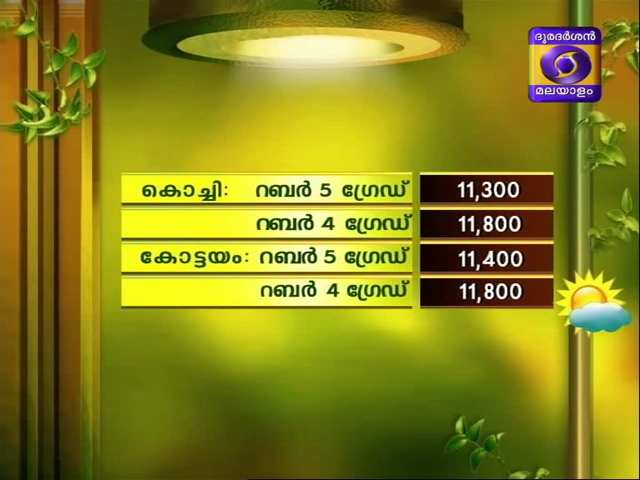 ദൂരദർശൻ
മലയാളം
കൊച്ചി: റബർ 5 ഗ്രേഡ് 11,300
റബർ 4 ഗ്രേഡ് 11,800
കോട്ടയം: റബർ 5 ഗ്രേഡ് 11,400
റബർ 4 ഗ്രേഡ് 11,800